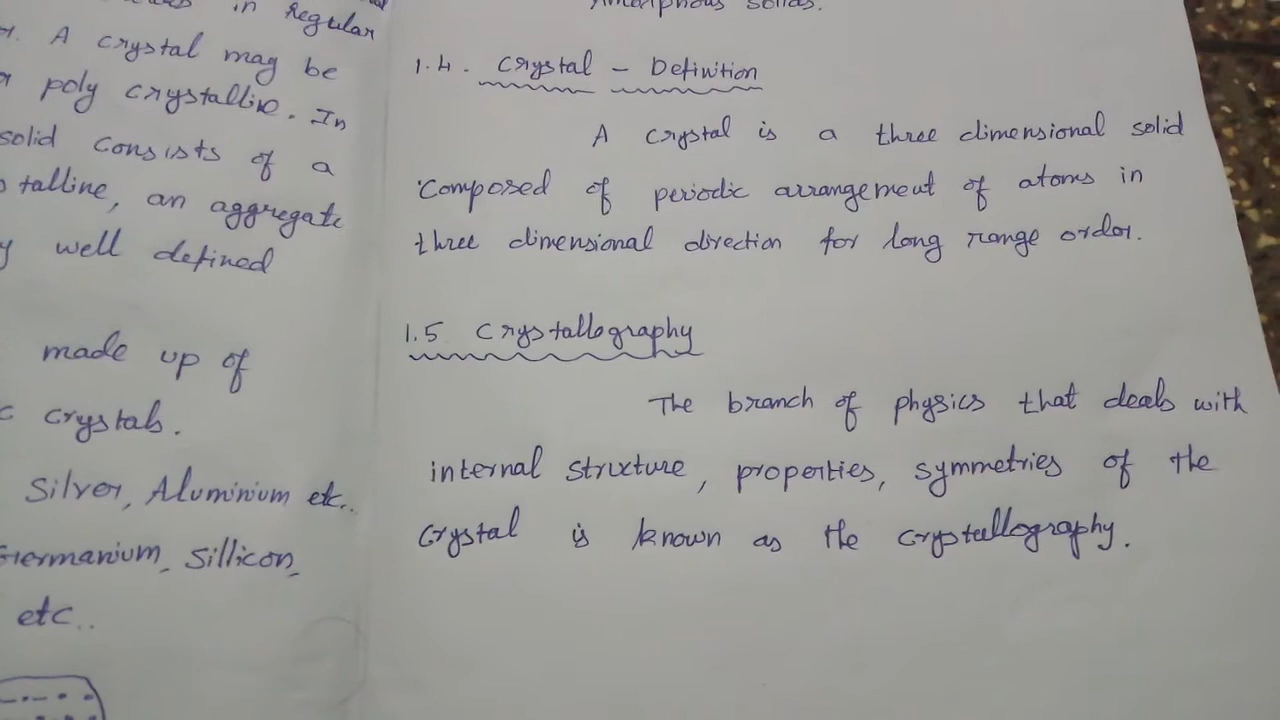 in Regular
A crystal may be
poly crystalline. In
solid consists of a
talline, an aggregate
well defined
made up of
crystals.
Silver, Aluminium etc..
Germanium, Sillicon,
etc..
Amorphous solids.
1.4. Crystal - Definition
A crystal is a three dimensional solid
composed of periodic arrangement of atoms in
three dimensional direction for long range order.
1.5 Crystallography
The branch of physics that deals with
internal structure, properties, symmetries of the
crystal is known as the crystallography.